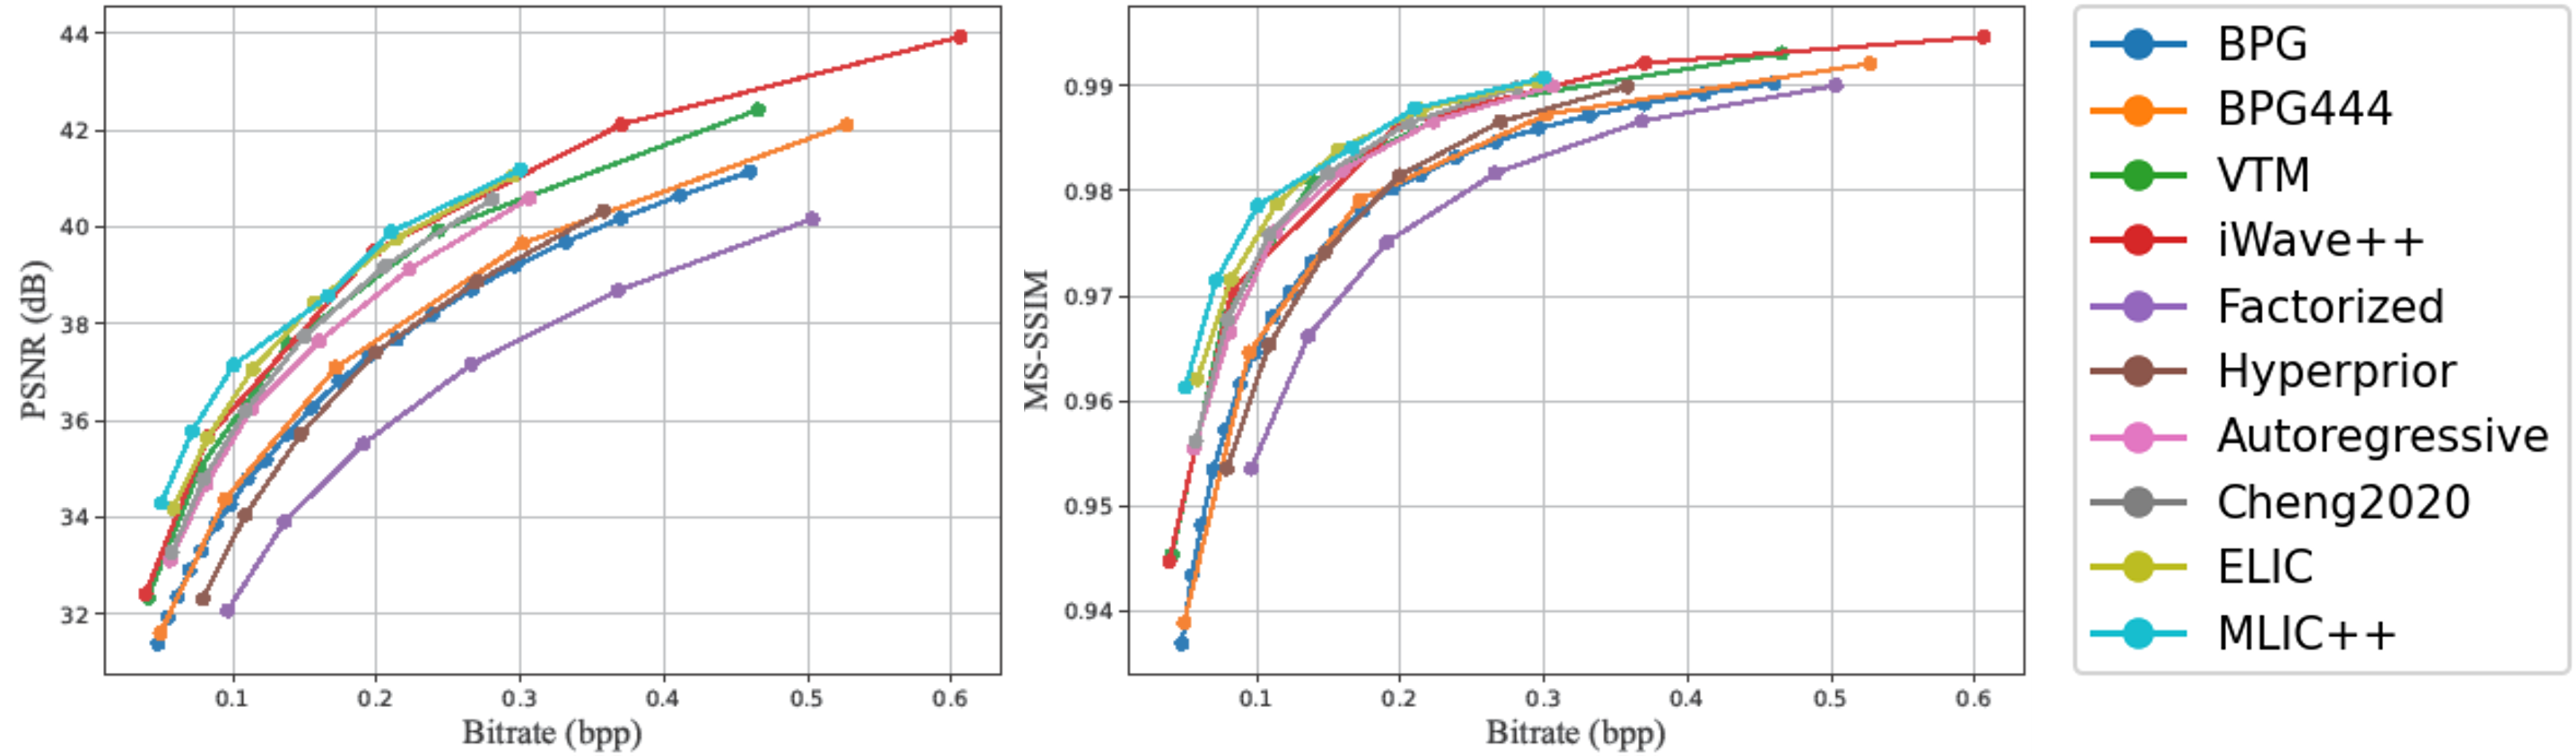 44
42
40
38
36
34
32
PSNR (dB)
0.1 0.2 0.3 0.4 0.5 0.6
Bitrate (bpp)
0.99
0.98
0.97
0.96
0.95
0.94
MS-SSIM
0.1 0.2 0.3 0.4 0.5 0.6
Bitrate (bpp)
BPG
BPG444
VTM
iWave++
Factorized
Hyperprior
Autoregressive
Cheng2020
ELIC
MLIC++